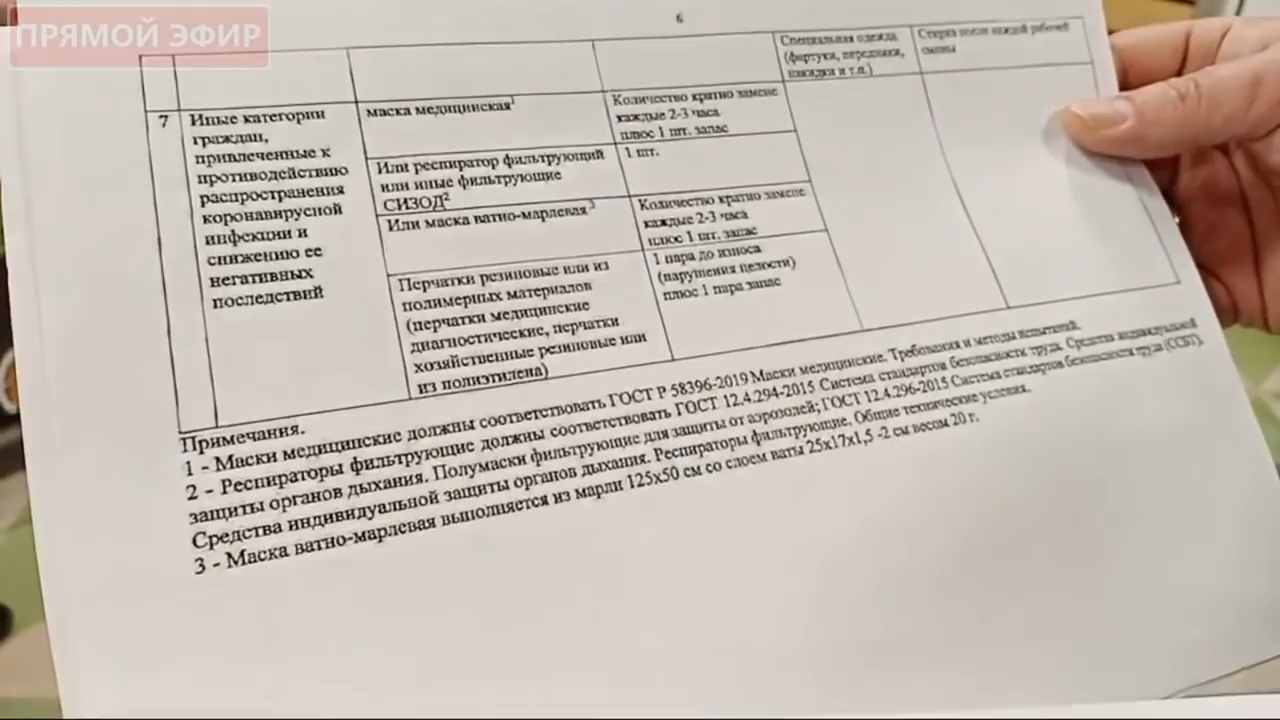 ПРЯМОЙ ЭФИР
6
Специальная одежда
(фартуки, передники,
накидки и т.п.)
Стирка после каждой рабочей
смены
7
Иные категории
граждан,
привлеченные к
противодействию
распространения
коронавирусной
инфекции и
снижению ее
негативных
последствий
маска медицинская¹
Количество кратно замене
каждые 2-3 часа
плюс 1 шт. запас
Или респиратор фильтрующий
или иные фильтрующие
СИЗОД²
1 шт.
Или маска ватно-марлевая³
Количество кратно замене
каждые 2-3 часа
плюс 1 шт. запас
Перчатки резиновые или из
полимерных материалов
(перчатки медицинские
диагностические, перчатки
хозяйственные резиновые или
из полиэтилена)
1 пара до износа
(нарушения целости)
плюс 1 пара запас
Примечания.
1 - Маски медицинские должны соответствовать ГОСТ Р 58396-2019 Маски медицинские. Требования и методы испытаний.
2 - Респираторы фильтрующие должны соответствовать ГОСТ 12.4.294-2015 Система стандартов безопасности труда. Средства индивидуальной
защиты органов дыхания. Полумаски фильтрующие для защиты от аэрозолей; ГОСТ 12.4.296-2015 Система стандартов безопасности труда (ССБТ).
Средства индивидуальной защиты органов дыхания. Респираторы фильтрующие. Общие технические условия.
3 - Маска ватно-марлевая выполняется из марли 125х50 см со слоем ваты 25х17х1,5 -2 см весом 20 г.